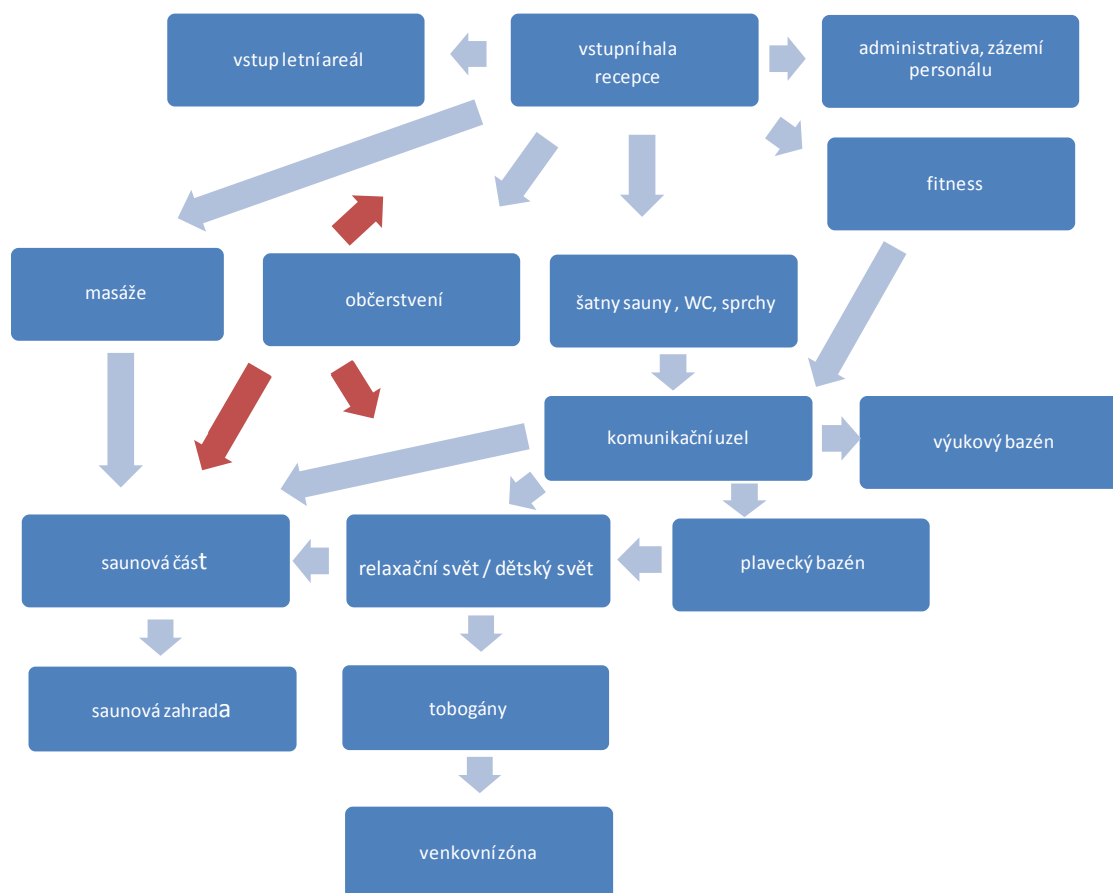 vstup letní areál
vstupní hala
recepce
administrativa, zázemí
personálu
fitness
masáže
občerstvení
šatny sauny , WC, sprchy
komunikační uzel
výukový bazén
saunová část
relaxační svět / dětský svět
plavecký bazén
saunová zahrada
tobogány
venkovní zóna